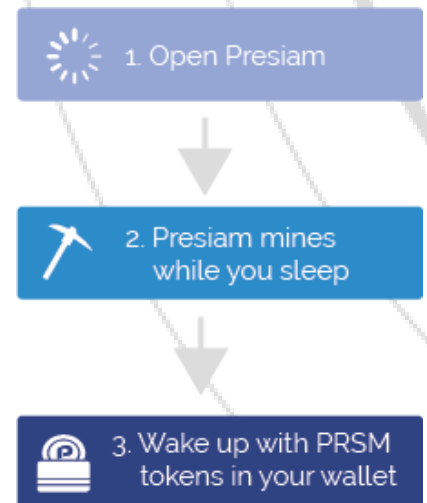 1. Open Presiam
2. Presiam mines
while you sleep
P
3. Wake up with PRSM
tokens in your wallet